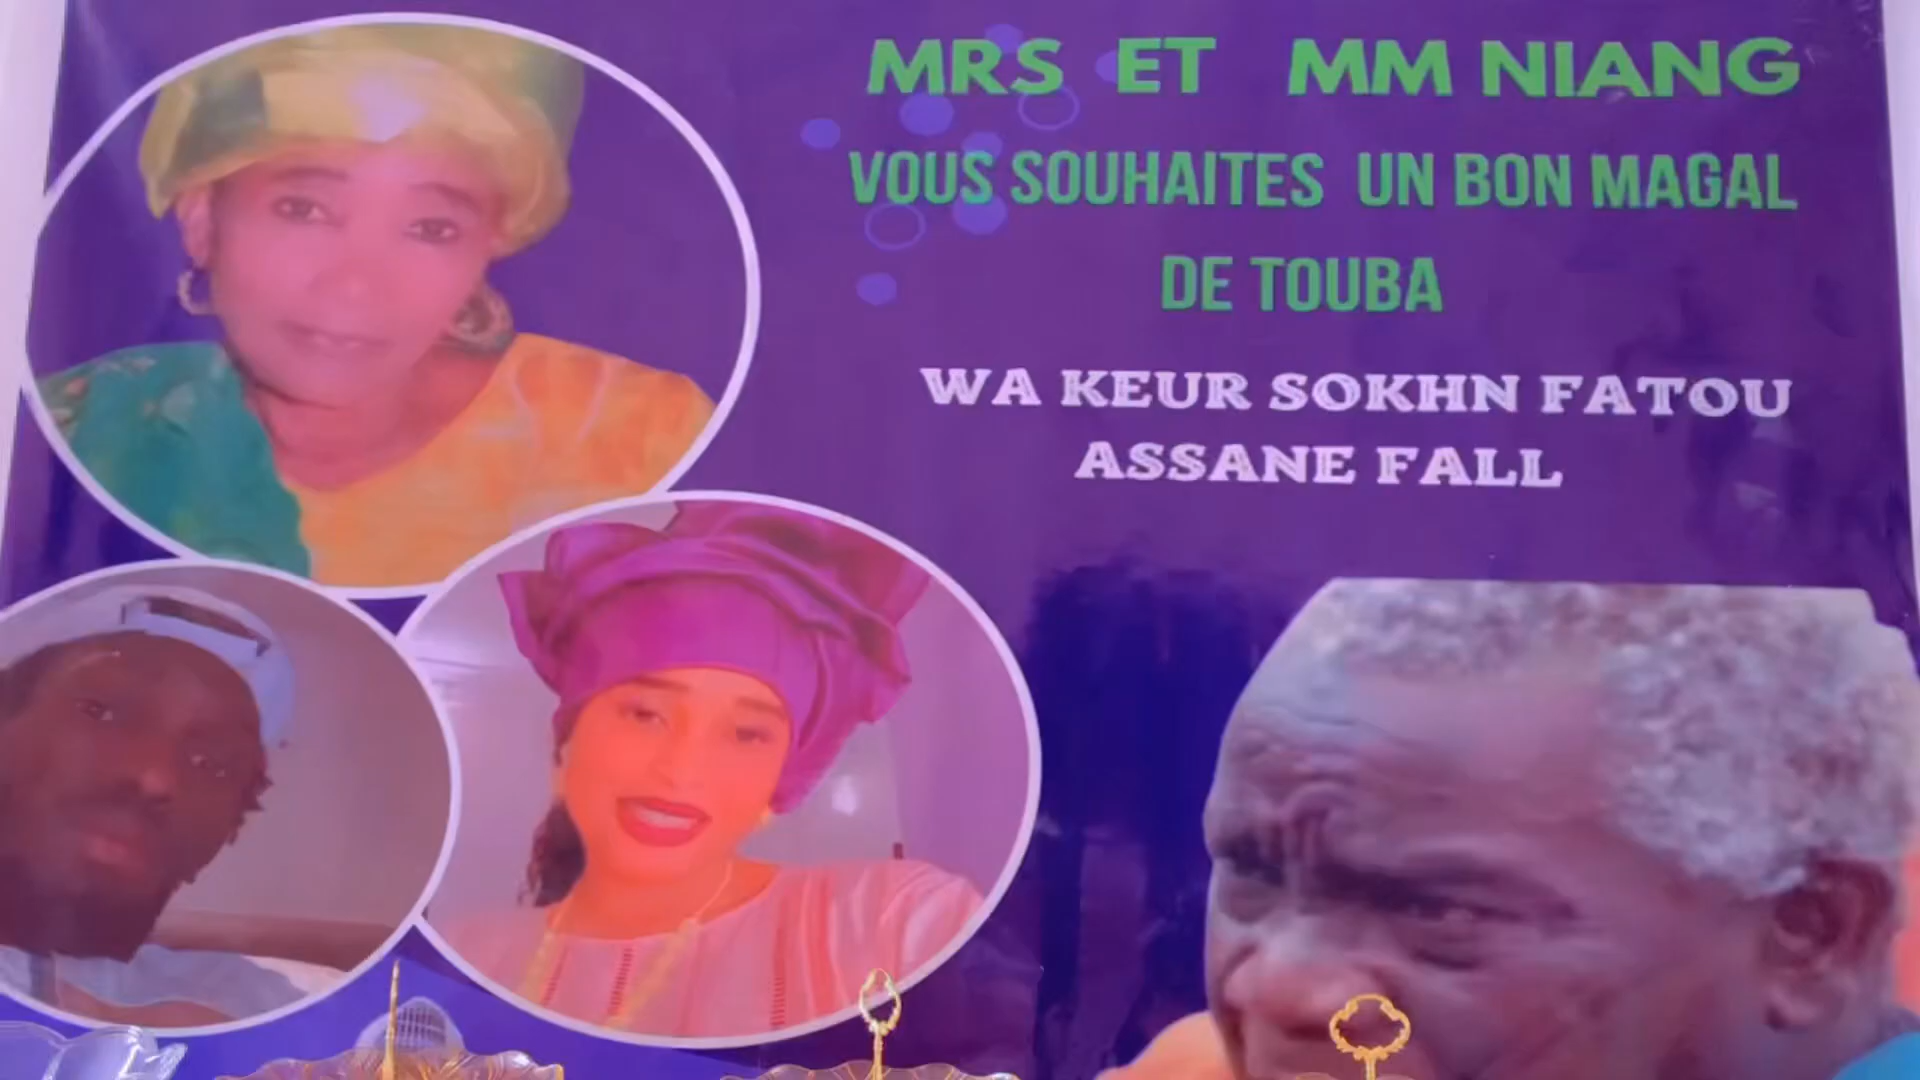 MRS ET MM NIANG
VOUS SOUHAITES UN BON MAGAL
DE TOUBA
WA KEUR SOKHN FATOU
ASSANE FALL